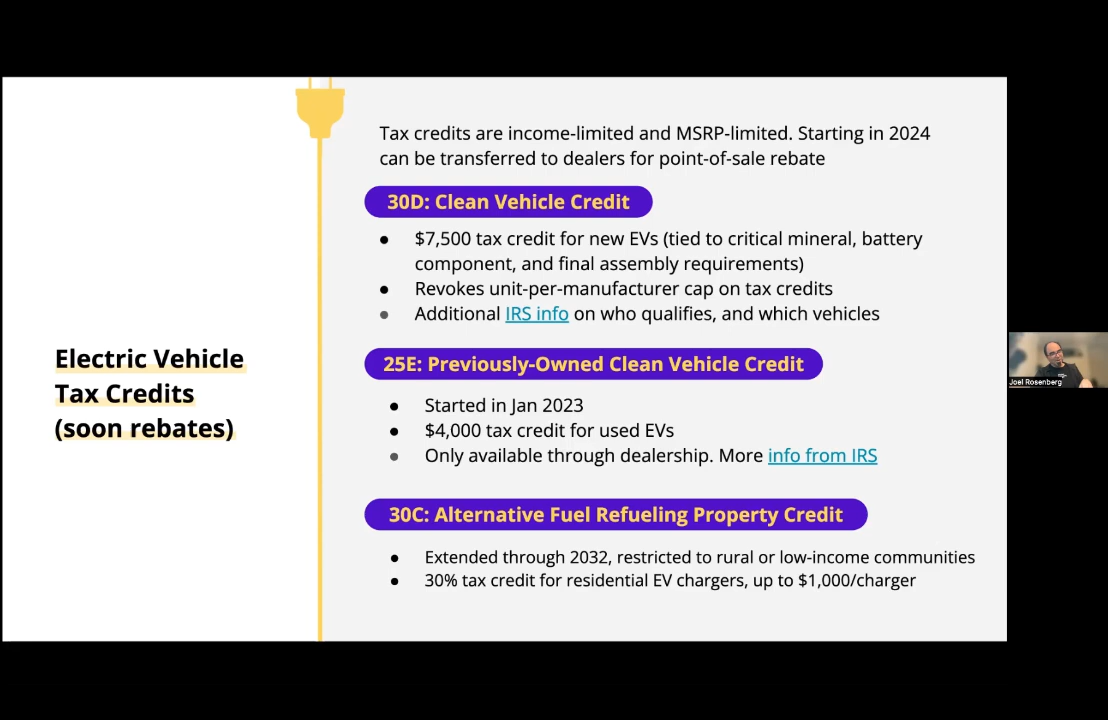 Electric Vehicle
Tax Credits
(soon rebates)
Tax credits are income-limited and MSRP-limited. Starting in 2024
can be transferred to dealers for point-of-sale rebate
30D: Clean Vehicle Credit
● $7,500 tax credit for new EVs (tied to critical mineral, battery
component, and final assembly requirements)
● Revokes unit-per-manufacturer cap on tax credits
● Additional IRS info on who qualifies, and which vehicles
25E: Previously-Owned Clean Vehicle Credit
● Started in Jan 2023
● $4,000 tax credit for used EVs
● Only available through dealership. More info from IRS
30C: Alternative Fuel Refueling Property Credit
● Extended through 2032, restricted to rural or low-income communities
● 30% tax credit for residential EV chargers, up to $1,000/charger
Joel Rosenberg